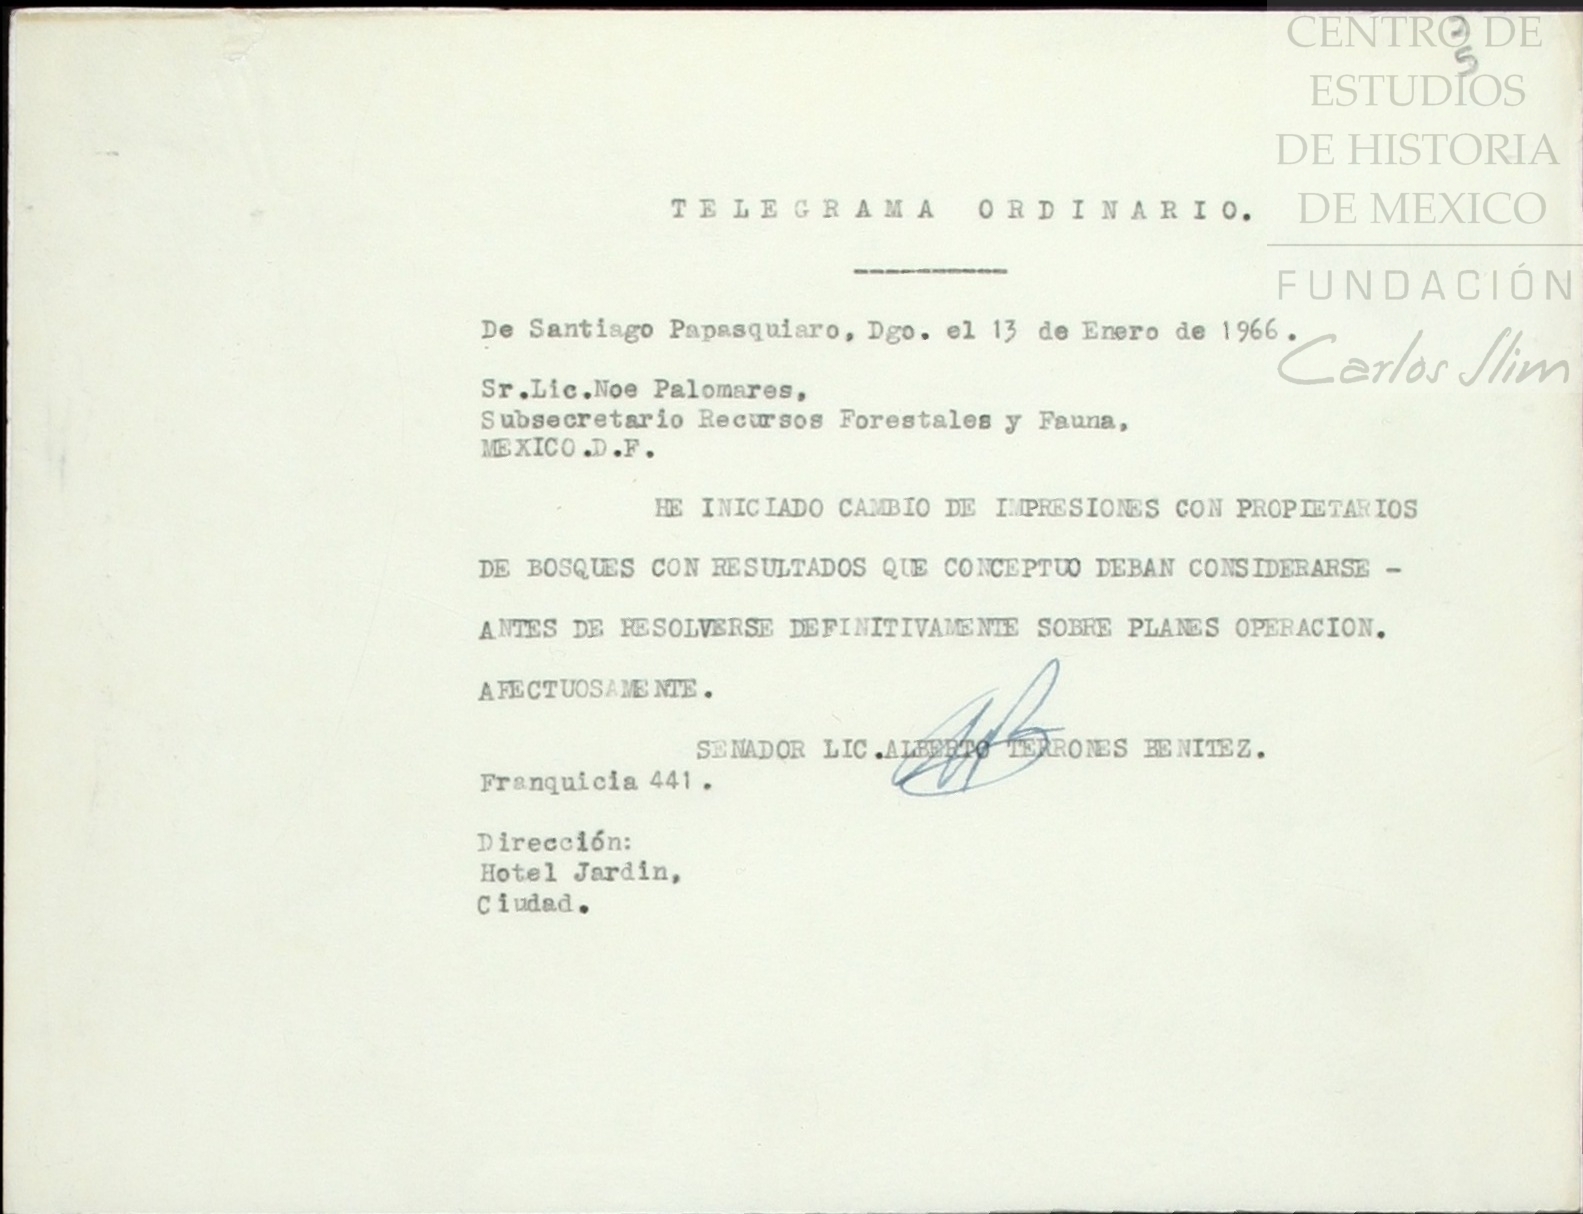 CENTRO DE
ESTUDIOS
DE HISTORIA
DE MEXICO
FUNDACIÓN
Carlos Slim
TELEGRAMA ORDINARIO.
De Santiago Papasquiaro, Dgo. el 13 de Enero de 1966.
Sr.Lic.Noe Palomares,
Subsecretario Recursos Forestales y Fauna,
MEXICO.D.F.
HE INICIADO CAMBIO DE IMPRESIONES CON PROPIETARIOS
DE BOSQUES CON RESULTADOS QUE CONCEPTUO DEBAN CONSIDERARSE -
ANTES DE RESOLVERSE DEFINITIVAMENTE SOBRE PLANES OPERACION.
AFECTUOSAMENTE.
SENADOR LIC.ALBERTO TERRONES BENITEZ.
Franquicia 441.
Dirección:
Hotel Jardin,
Ciudad.